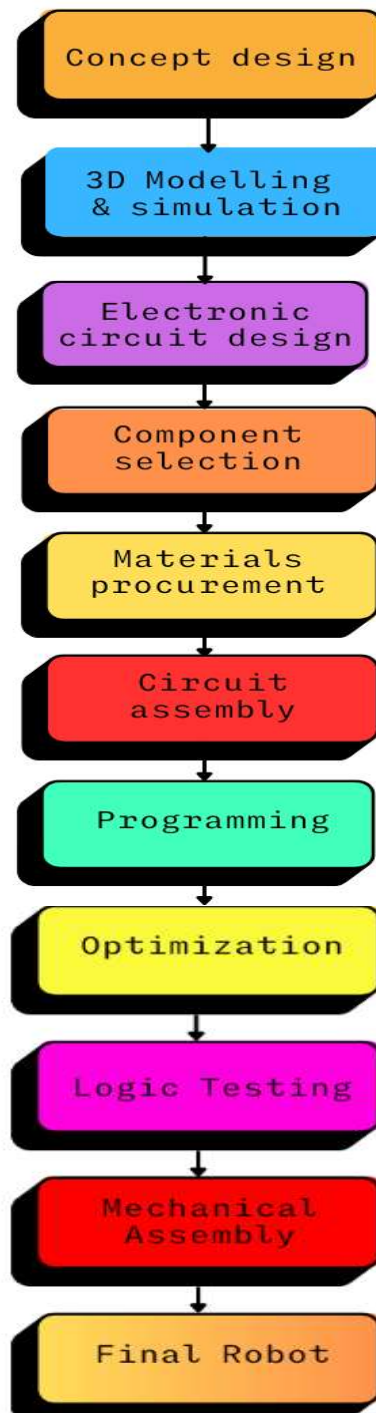 Concept design
3D Modelling
& simulation
Electronic
circuit design
Component
selection
Materials
procurement
Circuit
assembly
Programming
Optimization
Logic Testing
Mechanical
Assembly
Final Robot